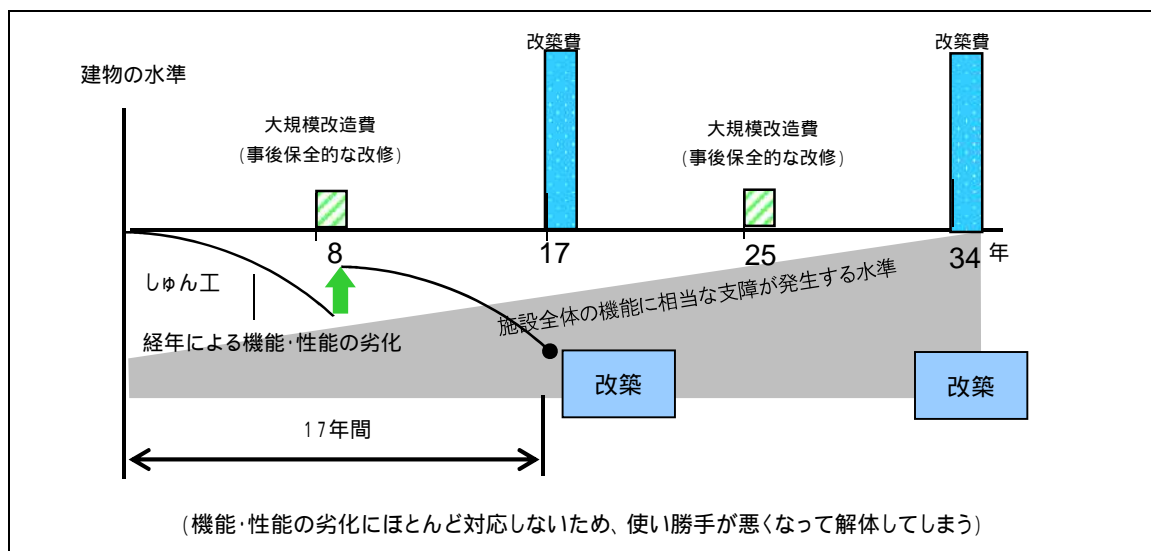 改築費
改築費
建物の水準
大規模改造費
(事後保全的な改修)
大規模改造費
(事後保全的な改修)
8
17
25
34 年
しゅん工
施設全体の機能に相当な支障が発生する水準
経年による機能・性能の劣化
改築
改築
17年間
(機能・性能の劣化にほとんど対応しないため、使い勝手が悪くなって解体してしまう)